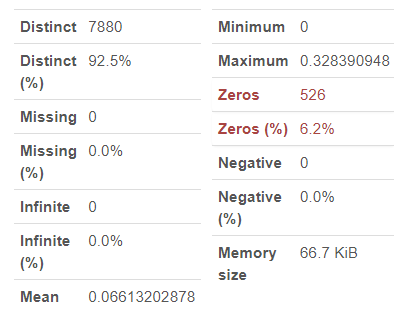 Distinct 7880
Distinct 92.5%
(%)
Missing 0
Missing 0.0%
(%)
Infinite 0
Infinite 0.0%
(%)
Mean 0.06613202878
Minimum 0
Maximum 0.328390948
Zeros 526
Zeros (%) 6.2%
Negative 0
Negative 0.0%
(%)
Memory 66.7 KiB
size